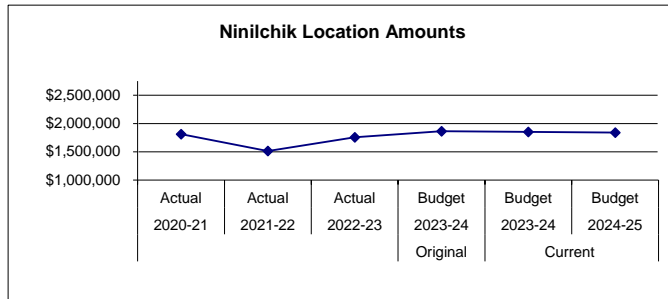 Ninilchik Location Amounts
$2,500,000
$2,000,000
$1,500,000
$1,000,000
Actual Actual Actual Budget Budget Budget
2020-21 2021-22 2022-23 2023-24 2023-24 2024-25
Original Current